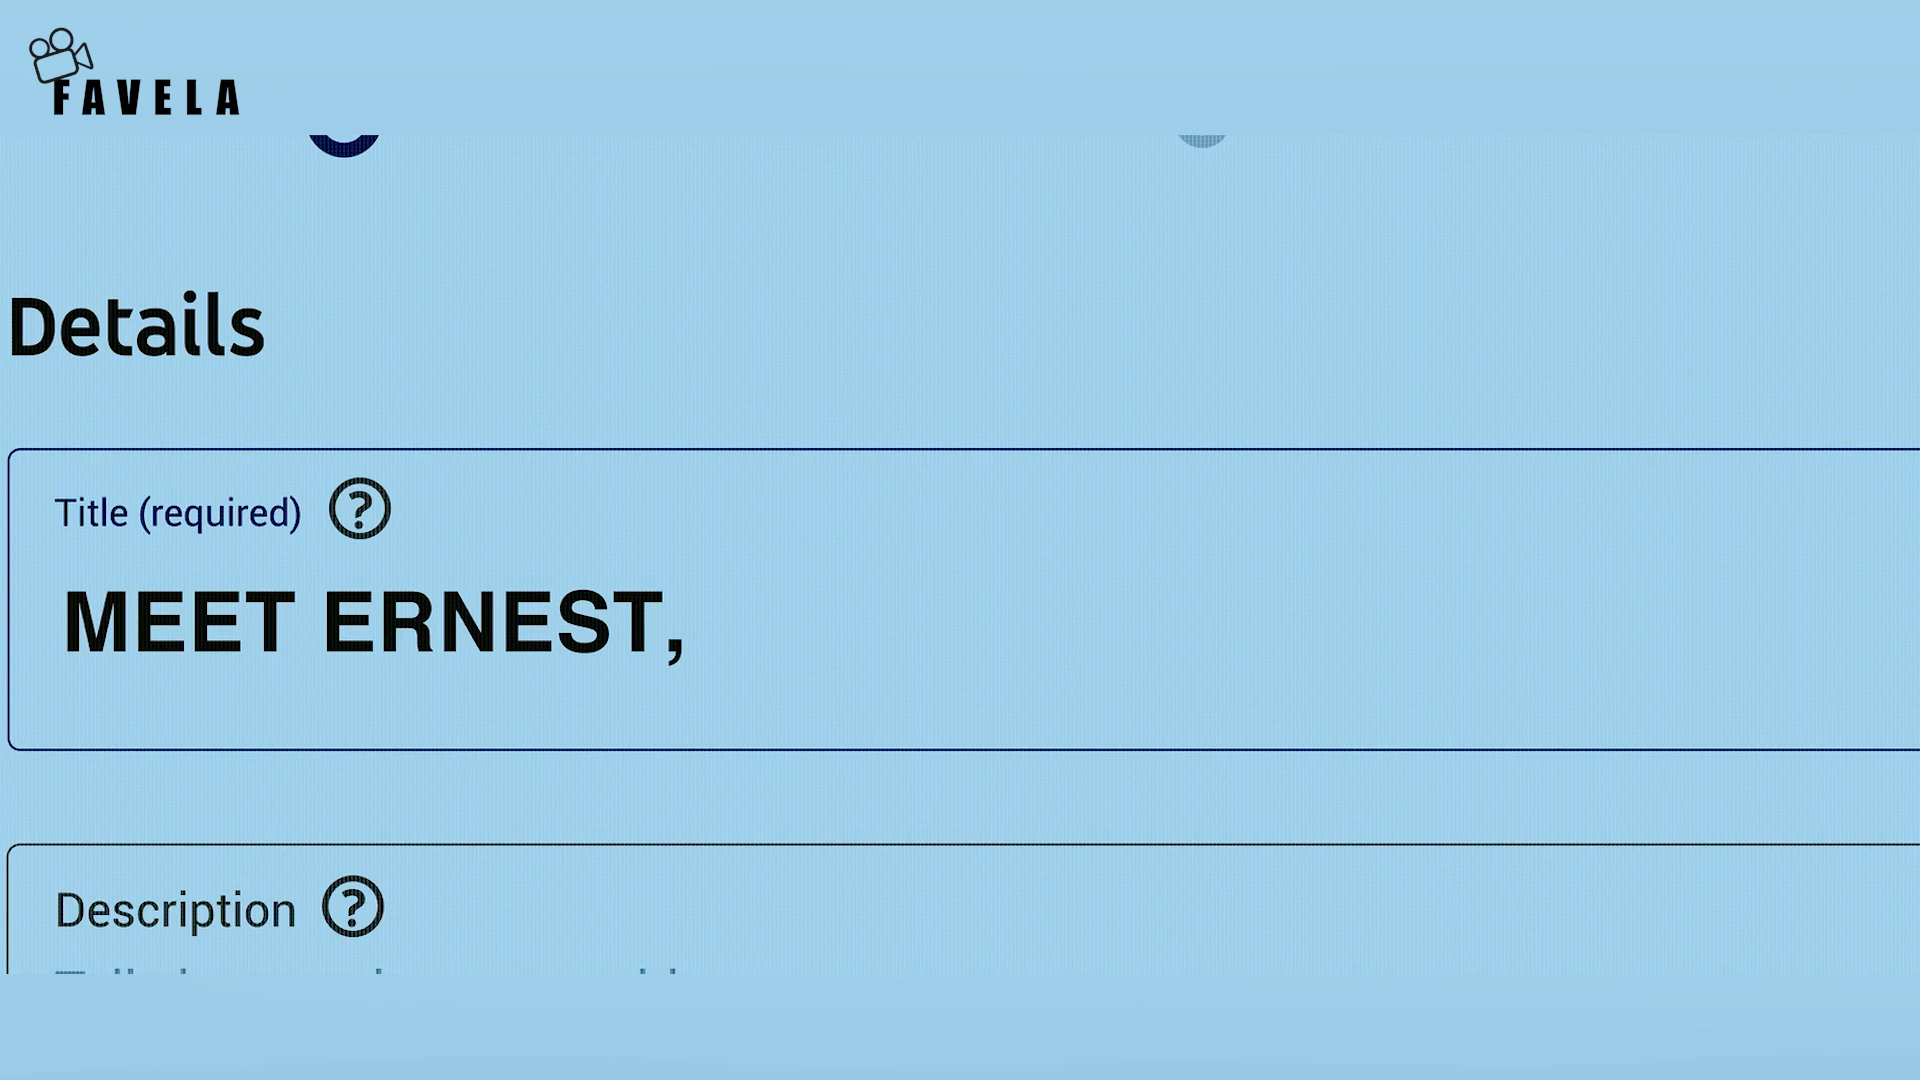 FAVELA
Details
Title (required) ?
MEET ERNEST,
Description ?